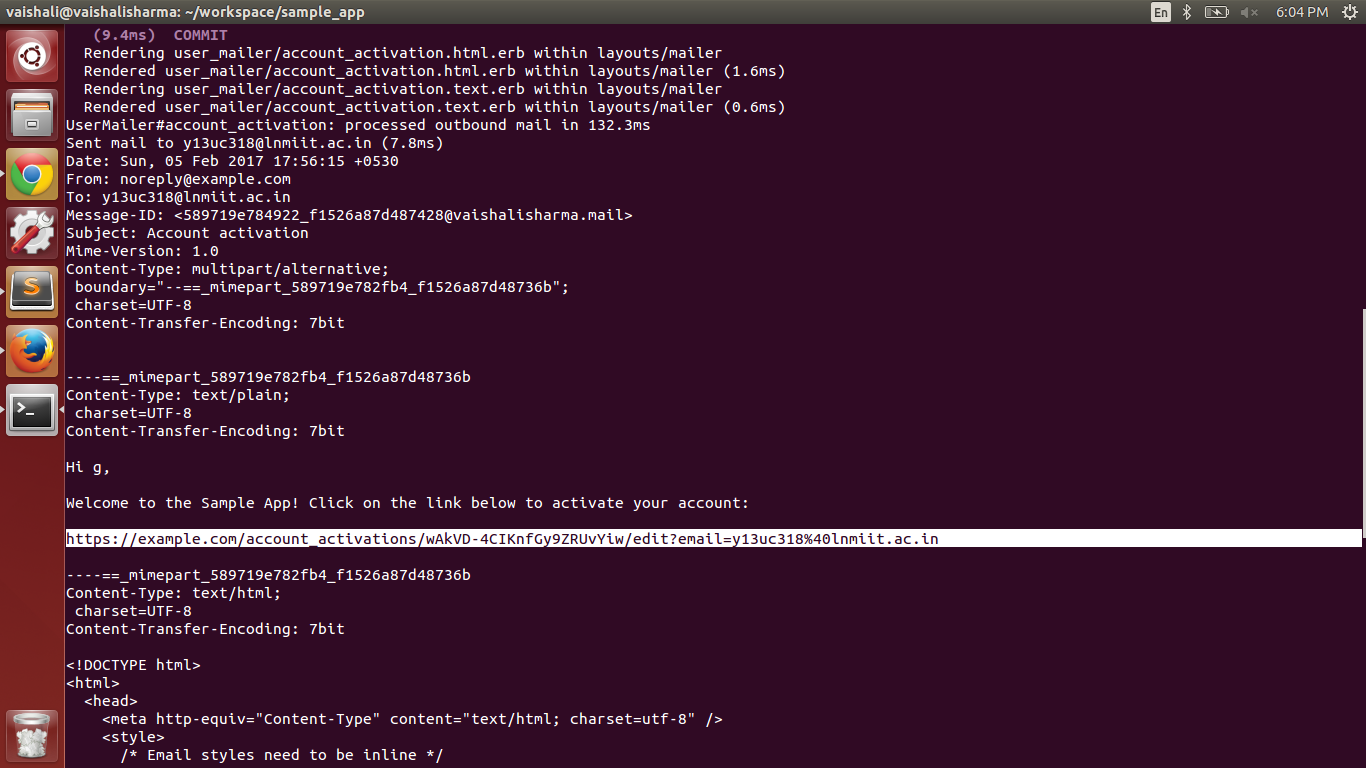 vaishali@vaishalisharma: ~/workspace/sample_app
En
6:04 PM
(9.4ms)  COMMIT
Rendering user_mailer/account_activation.html.erb within layouts/mailer
Rendered user_mailer/account_activation.html.erb within layouts/mailer (1.6ms)
Rendering user_mailer/account_activation.text.erb within layouts/mailer
Rendered user_mailer/account_activation.text.erb within layouts/mailer (0.6ms)
UserMailer#account_activation: processed outbound mail in 132.3ms
Sent mail to y13uc318@lnmiit.ac.in (7.8ms)
Date: Sun, 05 Feb 2017 17:56:15 +0530
From: noreply@example.com
To: y13uc318@lnmiit.ac.in
Message-ID: <589719e784922_f1526a87d487428@vaishalisharma.mail>
Subject: Account activation
Mime-Version: 1.0
Content-Type: multipart/alternative;
boundary="--==_mimepart_589719e782fb4_f1526a87d48736b";
charset=UTF-8
Content-Transfer-Encoding: 7bit
----==_mimepart_589719e782fb4_f1526a87d48736b
Content-Type: text/plain;
charset=UTF-8
Content-Transfer-Encoding: 7bit
Hi g,
Welcome to the Sample App! Click on the link below to activate your account:
https://example.com/account_activations/wAkVD-4CIKnfGy9ZRUvYiw/edit?email=y13uc318%40lnmiit.ac.in
----==_mimepart_589719e782fb4_f1526a87d48736b
Content-Type: text/html;
charset=UTF-8
Content-Transfer-Encoding: 7bit
<!DOCTYPE html>
<html>
<head>
<meta http-equiv="Content-Type" content="text/html; charset=utf-8" />
<style>
/* Email styles need to be inline */